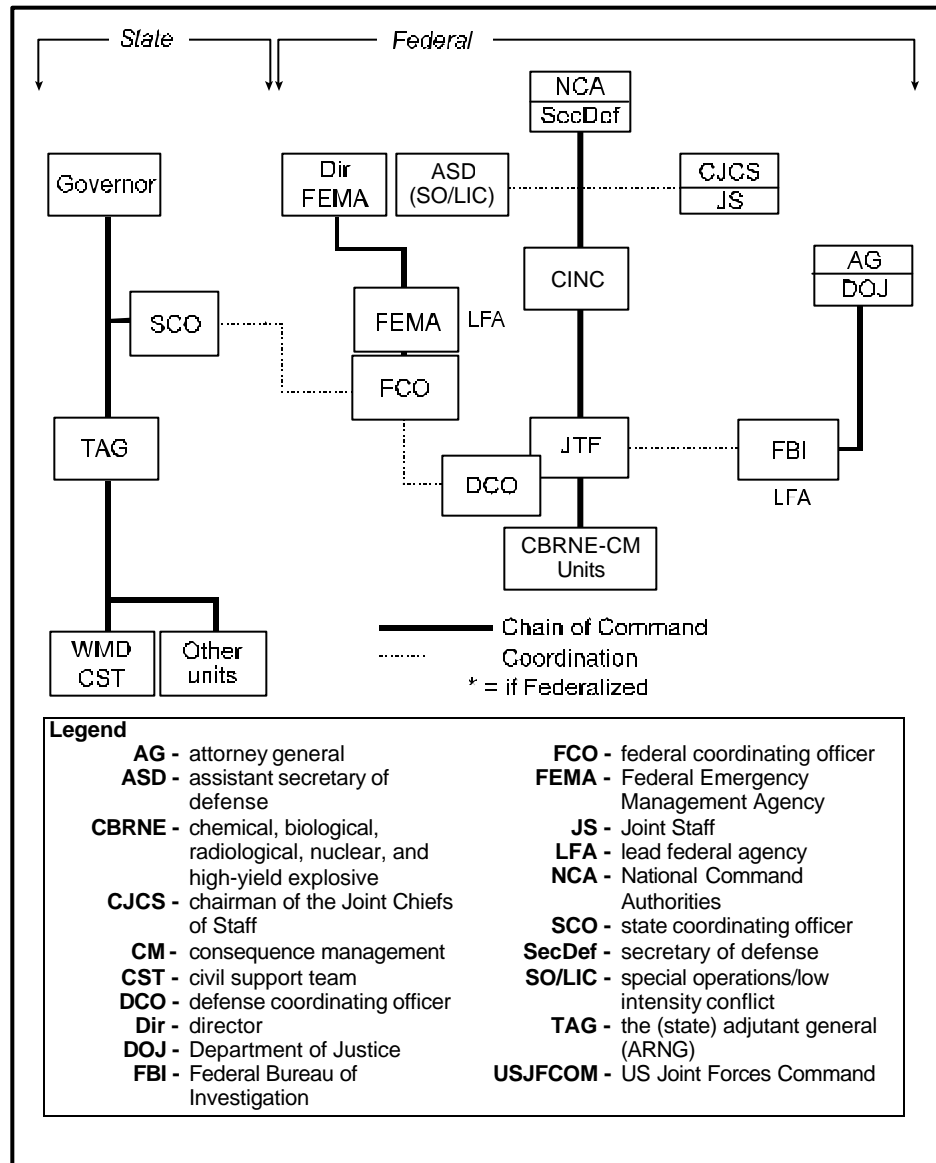 State
Federal
NCA
SecDef
Governor
Dir
FEMA
ASD
(SO/LIC)
CJCS
JS
AG
DOJ
CINC
SCO
FEMA
LFA
FCO
TAG
JTF
FBI
DCO
LFA
CBRNE-CM
Units
WMD
CST
Other
units
Chain of Command
Coordination
* = if Federalized
Legend
AG - attorney general
ASD - assistant secretary of
defense
CBRNE - chemical, biological,
radiological, nuclear, and
high-yield explosive
CJCS - chairman of the Joint Chiefs
of Staff
CM - consequence management
CST - civil support team
DCO - defense coordinating officer
Dir - director
DOJ - Department of Justice
FBI - Federal Bureau of
Investigation
FCO - federal coordinating officer
FEMA - Federal Emergency
Management Agency
JS - Joint Staff
LFA - lead federal agency
NCA - National Command
Authorities
SCO - state coordinating officer
SecDef - secretary of defense
SO/LIC - special operations/low
intensity conflict
TAG - the (state) adjutant general
(ARNG)
USJFCOM - US Joint Forces Command